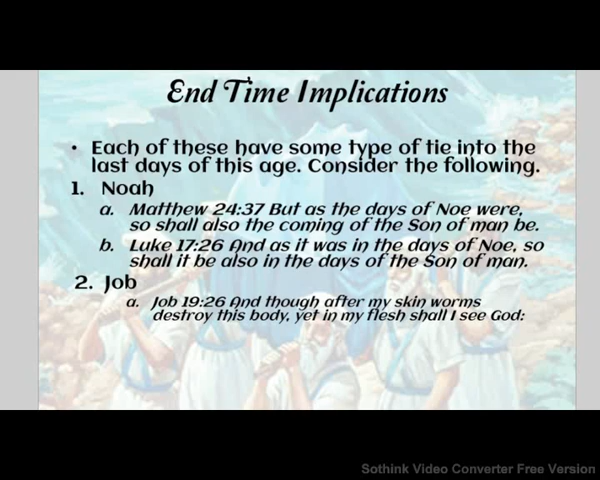 End Time Implications
• Each of these have some type of tie into the
last days of this age. Consider the following.
1. Noah
a. Matthew 24:37 But as the days of Noe were,
so shall also the coming of the Son of man be.
b. Luke 17:26 And as it was in the days of Noe, so
shall it be also in the days of the Son of man.
2. Job
a. Job 19:26 And though after my skin worms
destroy this body, yet in my flesh shall I see God:
Sothink Video Converter Free Version